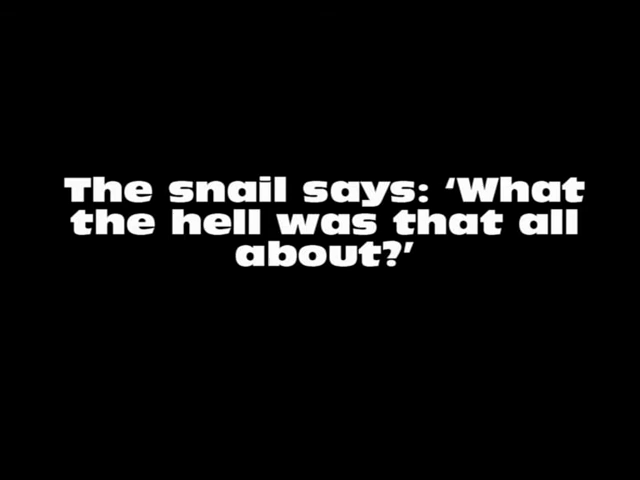 The snail says: ‘What
the hell was that all
about?’